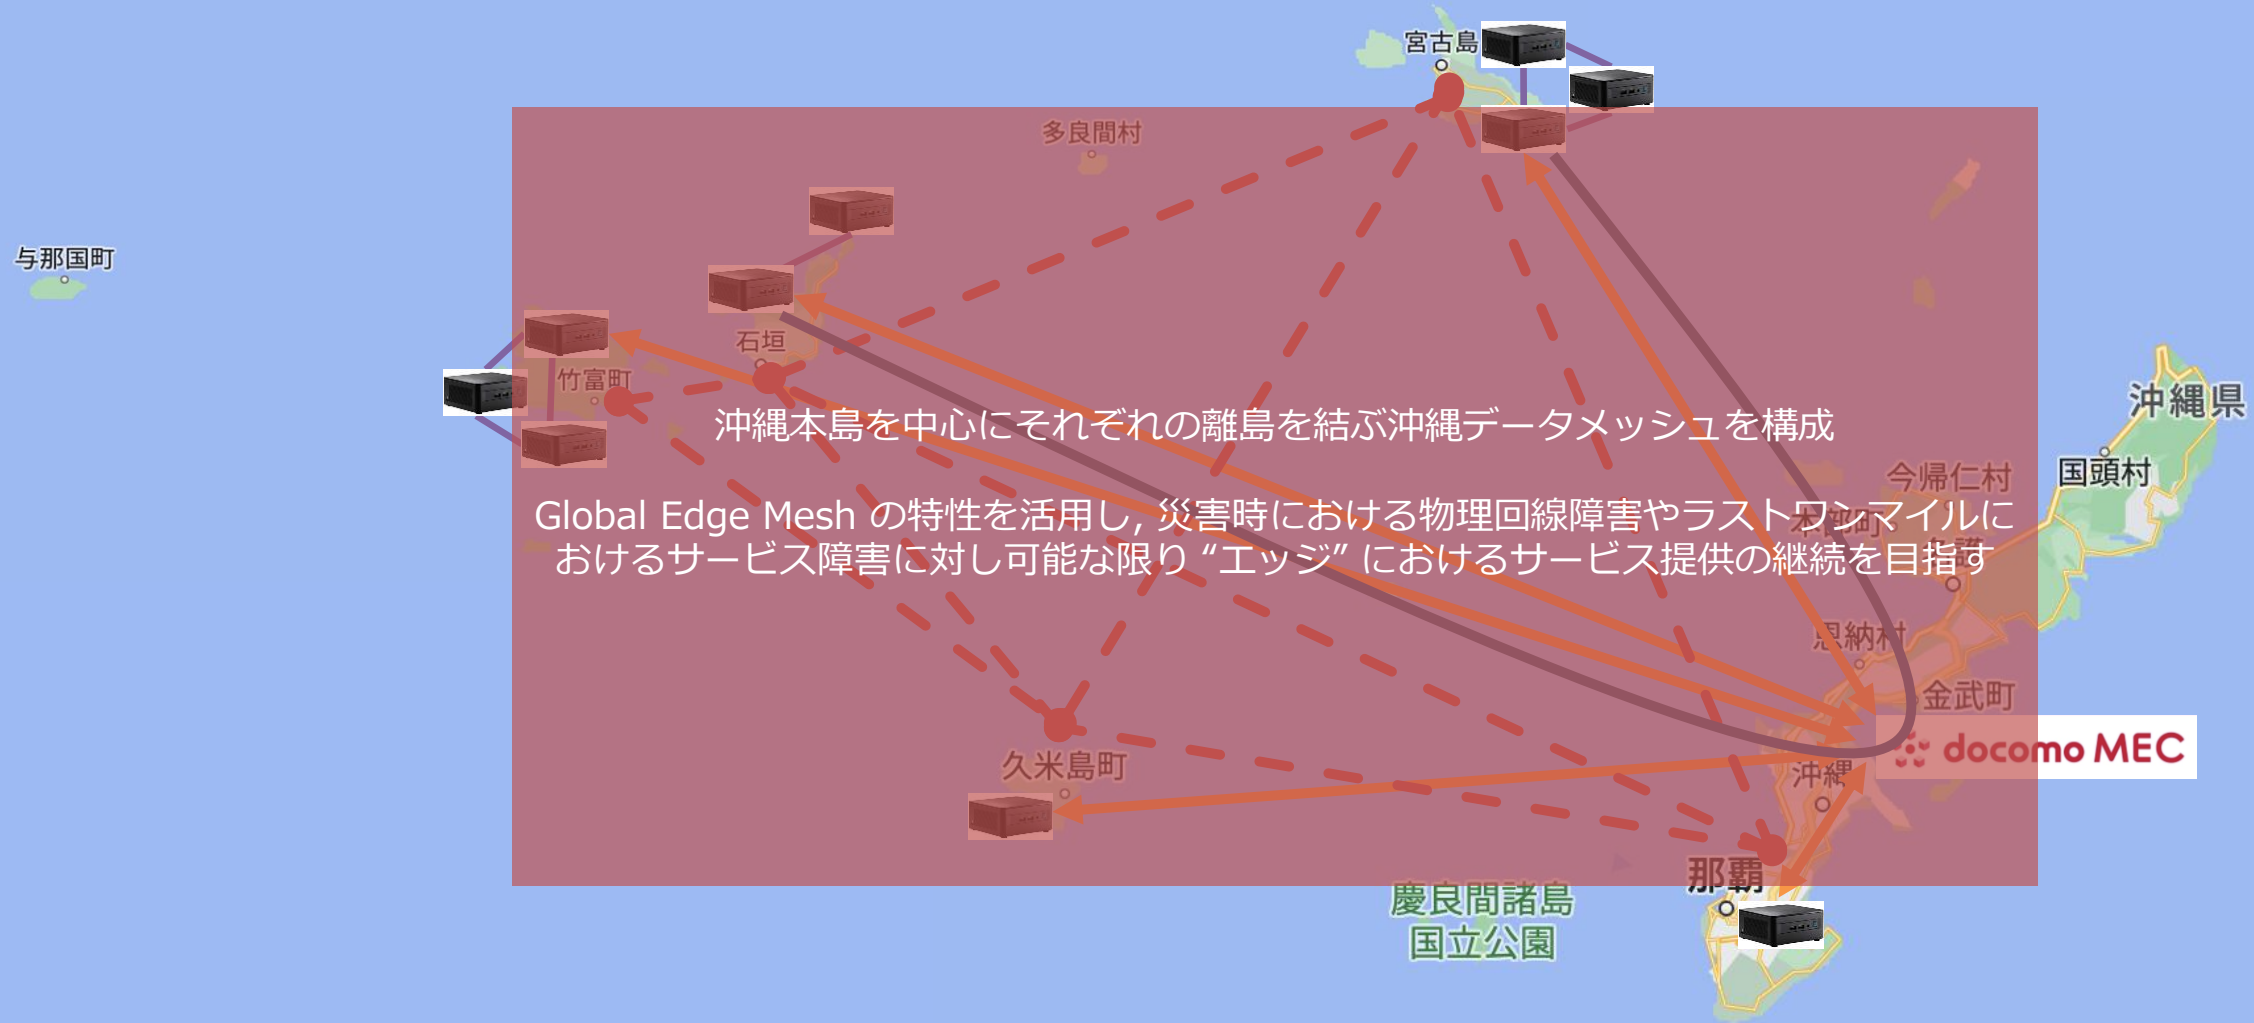 宮古島
多良間村
与那国町
石垣
竹富町
沖縄県
沖縄本島を中心にそれぞれの離島を結ぶ沖縄データメッシュを構成
国頭村
今帰仁村
Global Edge Mesh の特性を活用し, 災害時における物理回線障害やラストワンマイルに
本部町
おけるサービス障害に対し可能な限り “エッジ” におけるサービス提供の継続を目指す
恩納村
金武町
docomo MEC
久米島町
沖縄
那覇
慶良間諸島
国立公園